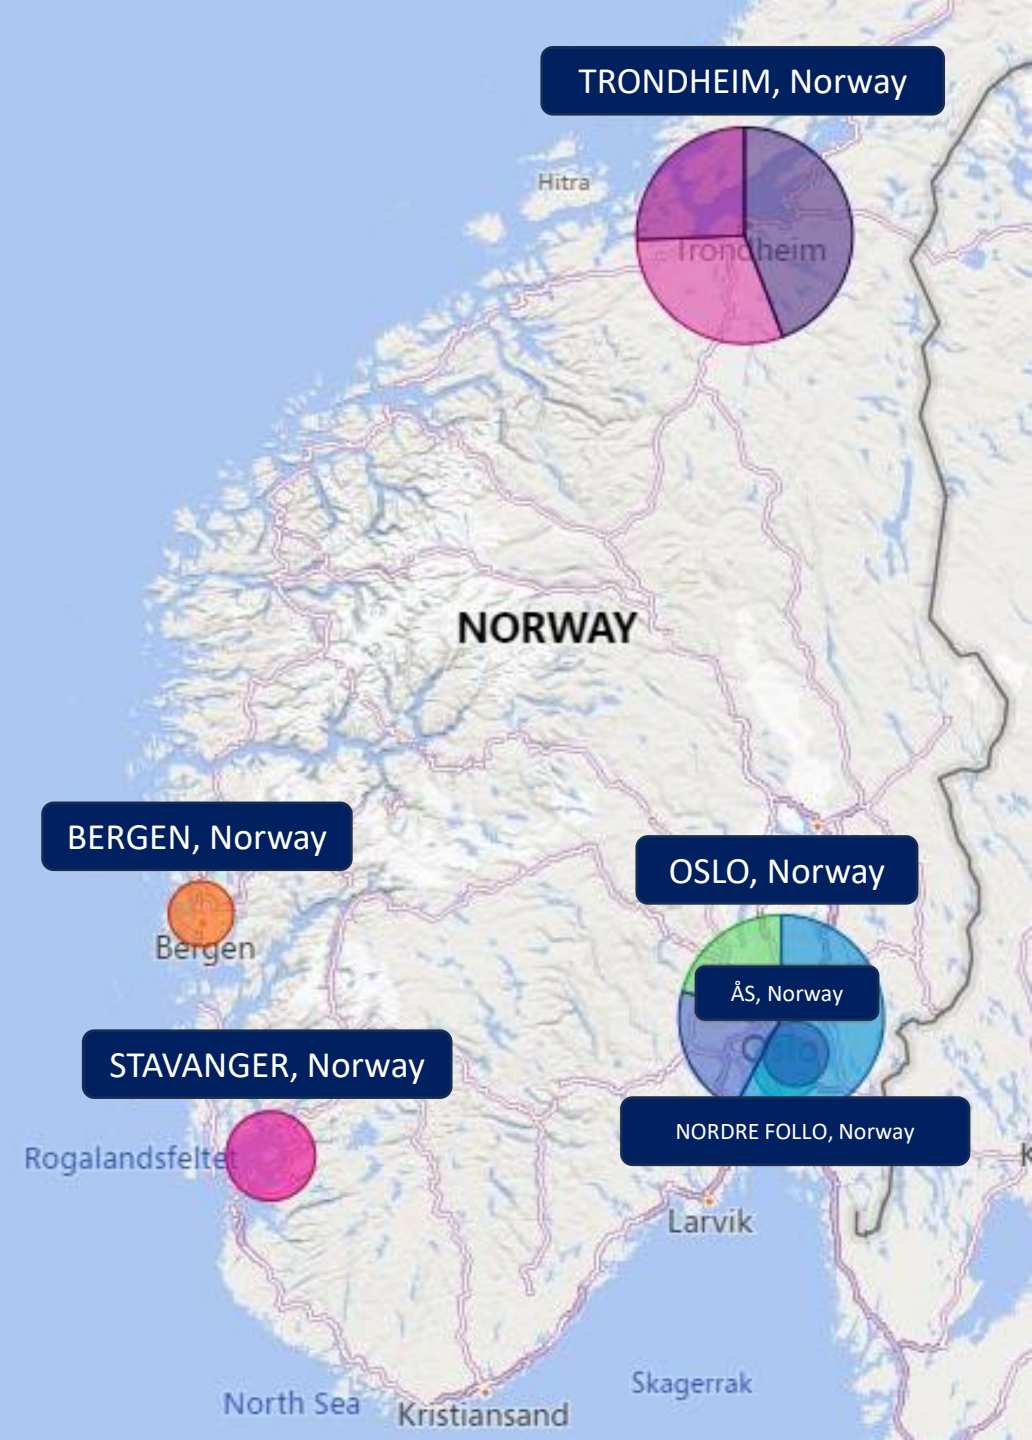 TRONDHEIM, Norway
Hitra
Trondheim
NORWAY
BERGEN, Norway
Bergen
OSLO, Norway
ÅS, Norway
Oslo
STAVANGER, Norway
NORDRE FOLLO, Norway
Rogalandsfeltet
K
Larvik
Skagerrak
North Sea
Kristiansand